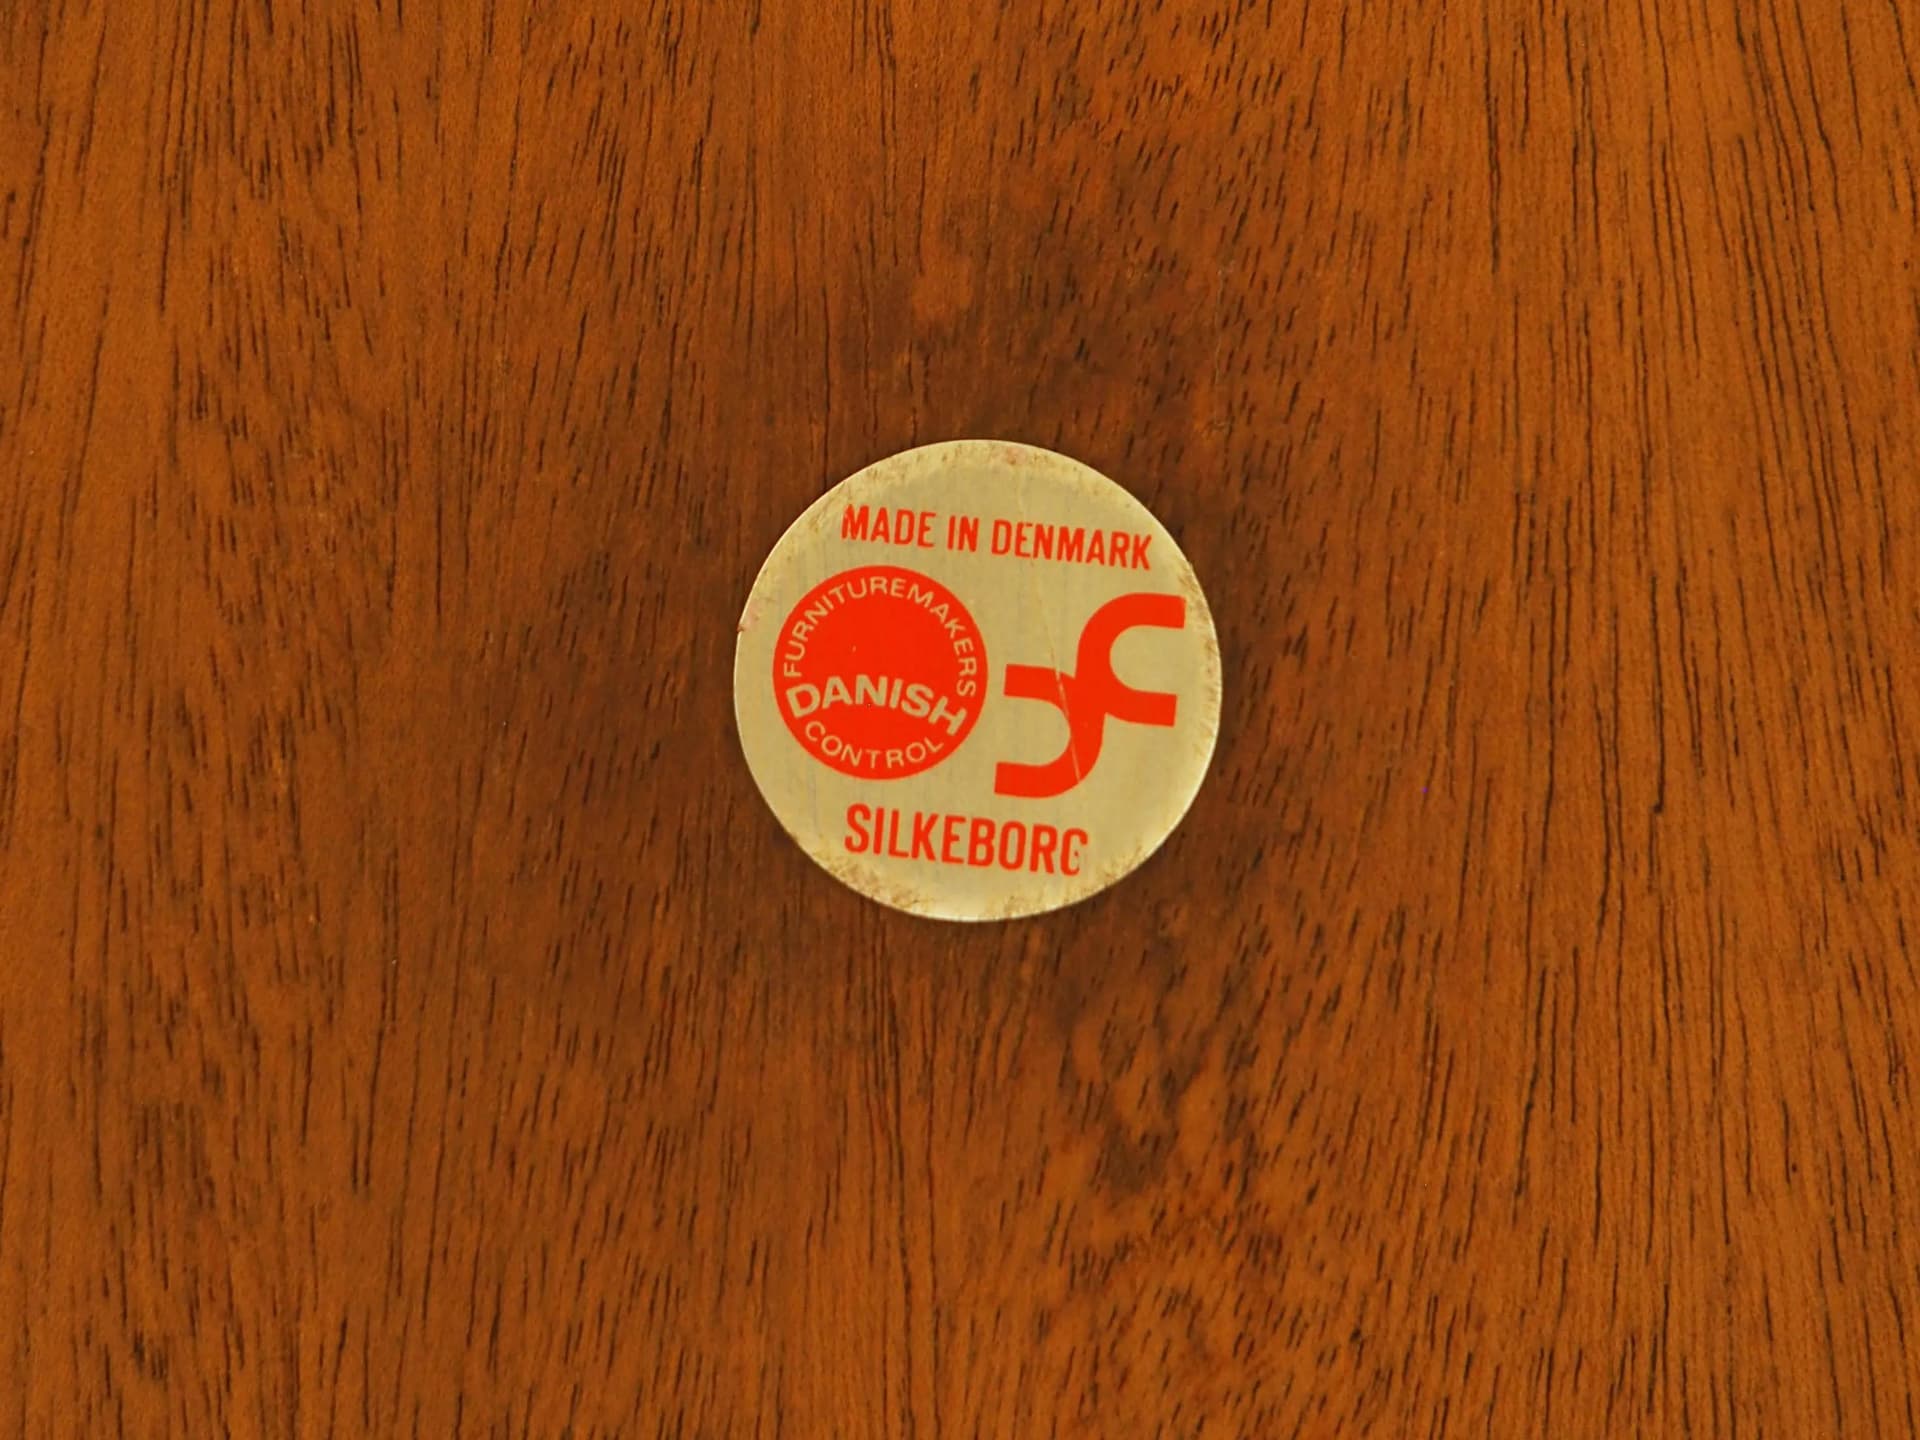 MADE IN DENMARK
FURNITUREMAKERS
DANISH
CONTROL
SILKEBORG